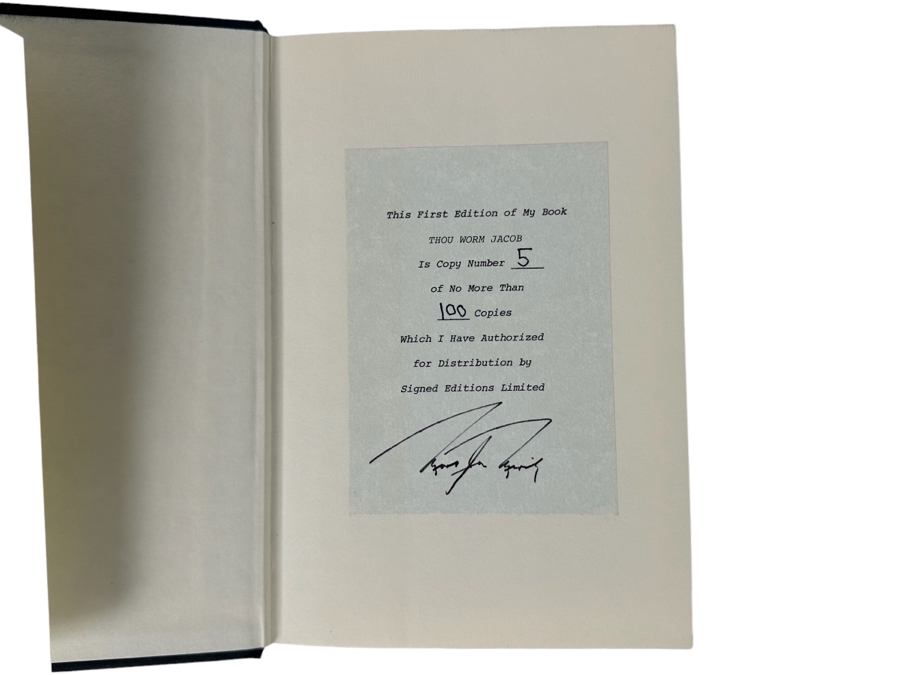 This First Edition of My Book
THOU WORM JACOB
Is Copy Number 5
of No More Than
100 Copies
Which I Have Authorized
for Distribution by
Signed Editions Limited